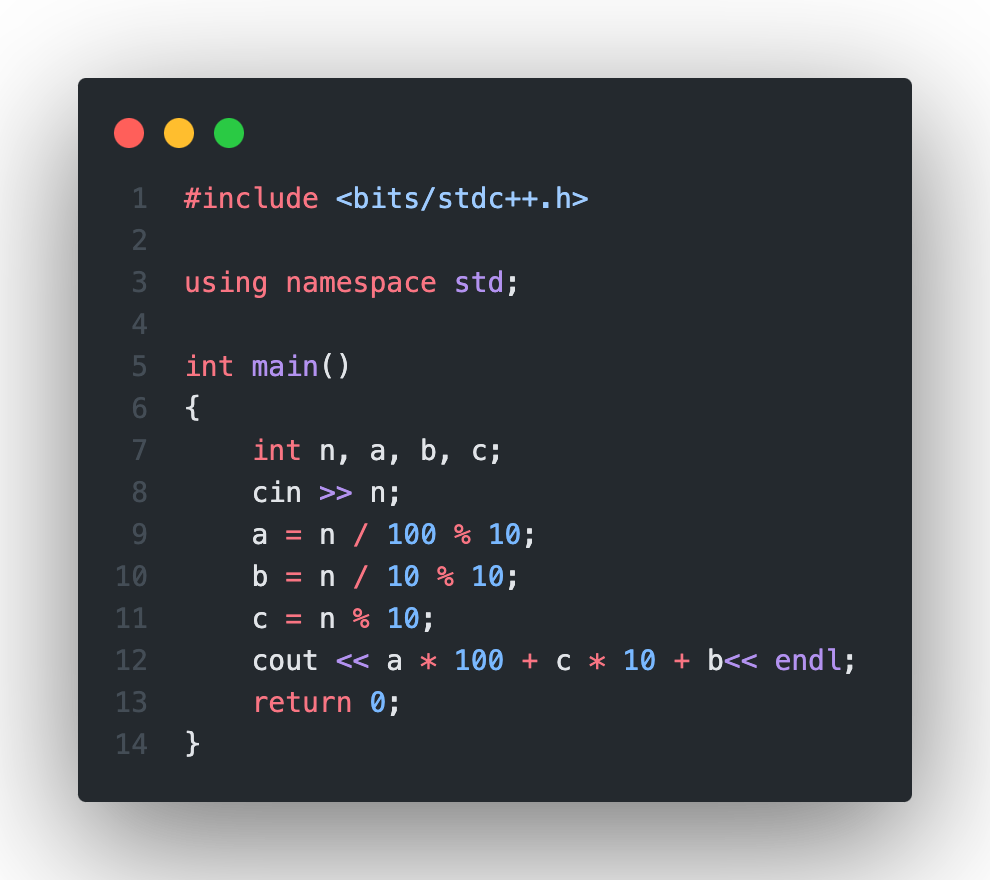 1 #include <bits/stdc++.h>
2
3 using namespace std;
4
5 int main()
6 {
7     int n, a, b, c;
8     cin >> n;
9     a = n / 100 % 10;
10     b = n / 10 % 10;
11     c = n % 10;
12     cout << a * 100 + c * 10 + b<< endl;
13     return 0;
14 }